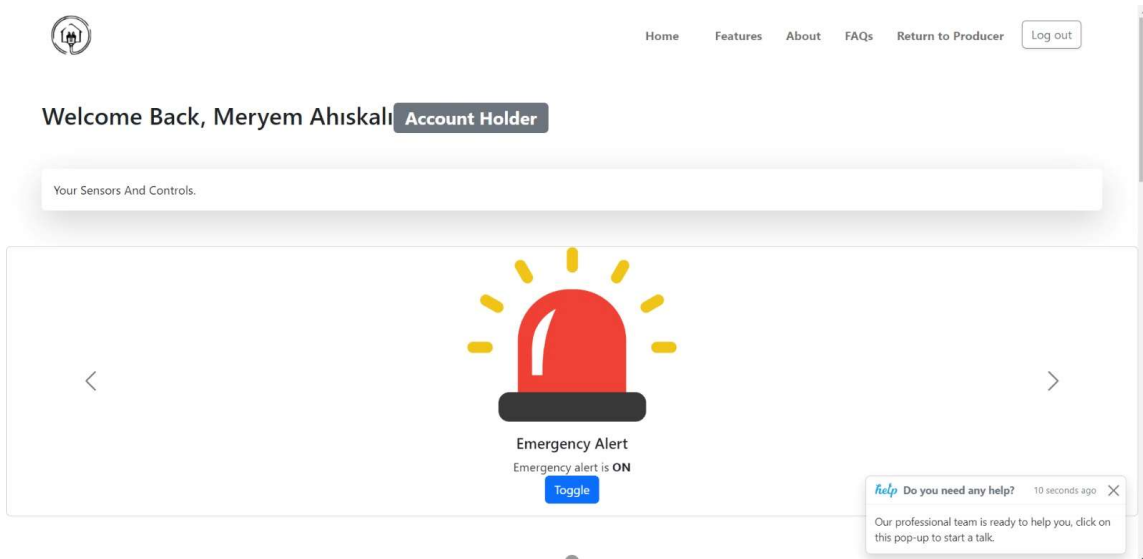 Home Features About FAQs Return to Producer Log out
Welcome Back, Meryem Ahıskalı Account Holder
Your Sensors And Controls.
Emergency Alert
Emergency alert is ON
Toggle
help Do you need any help? 10 seconds ago
Our professional team is ready to help you, click on
this pop-up to start a talk.